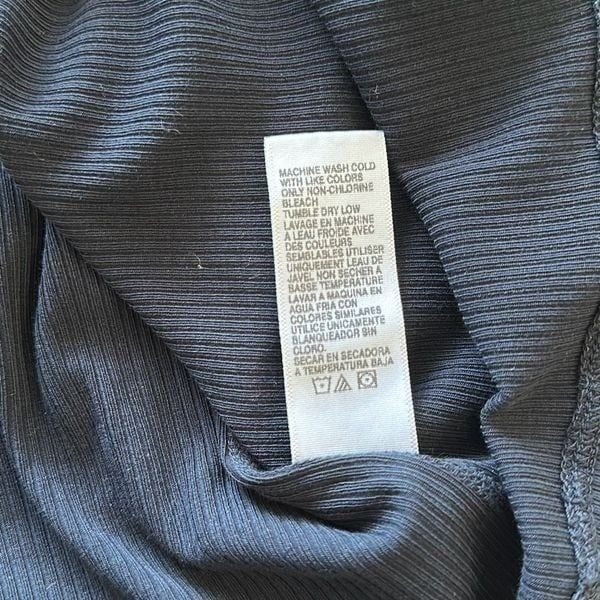 MACHINE WASH COLD
WITH LIKE COLORS
ONLY NON-CHLORINE
BLEACH
TUMBLE DRY LOW
LAVAGE EN MACHINE
A LEAU FROIDE AVEC
DES COULEURS
SEMBLABLES UTILISER
UNIQUEMENT LEAU DE
JAVEL NON SECHER A
BASSE TEMPERATURE
LAVAR A MAQUINA EN
AGUA FRIA CON
COLORES SIMILARES
UTILICE UNICAMENTE
BLANQUEADOR SIN
CLORO.
SECAR EN SECADORA
A TEMPERATURA BAJA